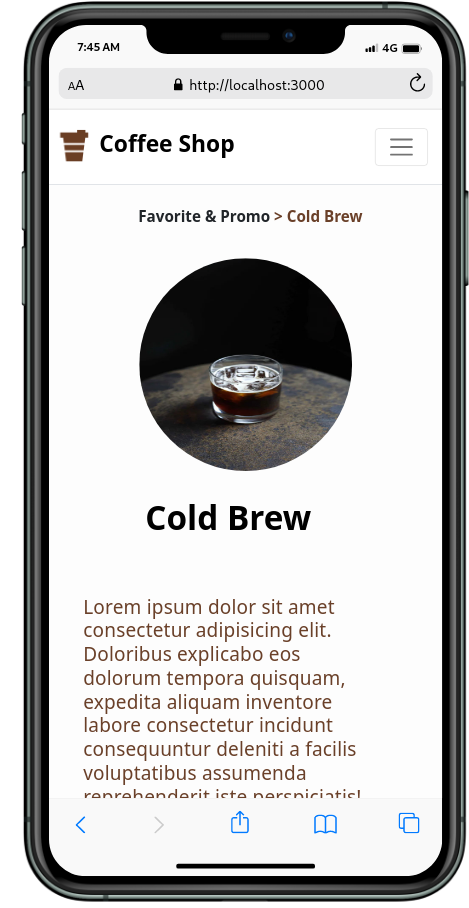 7:45 AM
4G
AA
http://localhost:3000
Coffee Shop
Favorite & Promo > Cold Brew
Cold Brew
Lorem ipsum dolor sit amet
consectetur adipisicing elit.
Doloribus explicabo eos
dolorum tempora quisquam,
expedita aliquam inventore
labore consectetur incidunt
consequuntur deleniti a facilis
voluptatibus assumenda
reprehenderit iste perspiciatis!